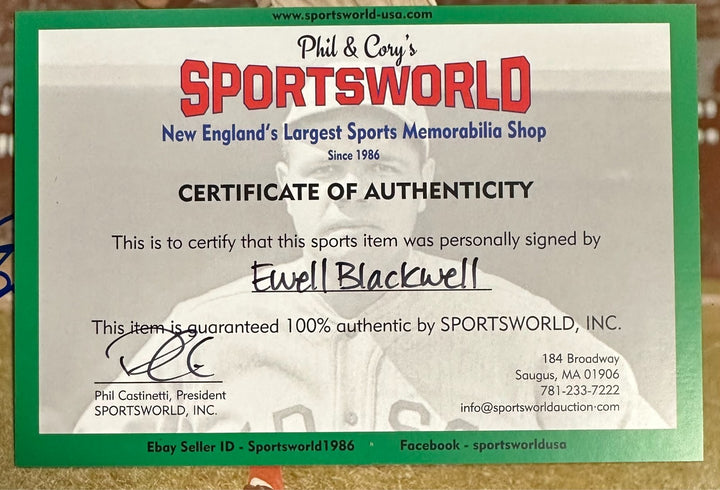 www.sportsworld-usa.com
Phil & Cory's
SPORTSWORLD
New England's Largest Sports Memorabilia Shop
Since 1986
CERTIFICATE OF AUTHENTICITY
This is to certify that this sports item was personally signed by
Ewell Blackwell
This item is guaranteed 100% authentic by SPORTSWORLD, INC.
Phil Castinetti, President
SPORTSWORLD, INC.
184 Broadway
Saugus, MA 01906
781-233-7222
info@sportsworldauction.com
Ebay Seller ID - Sportsworld1986 Facebook - sportsworldusa